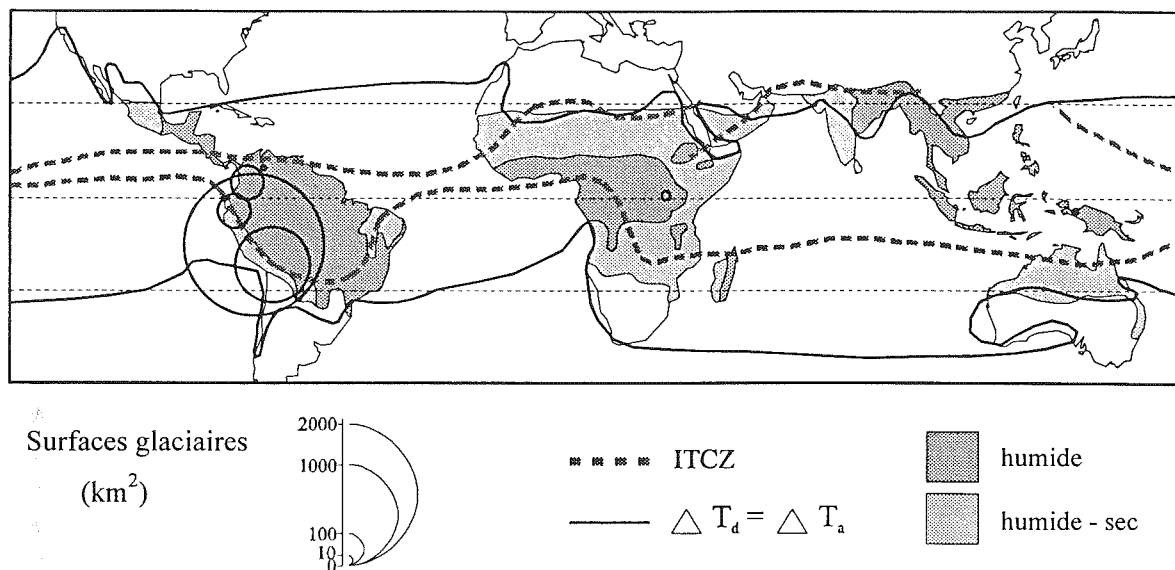 Surfaces glaciaires
(km²)
2000
1000
100
10
0
ITCZ
△ T_d = △ T_a
humide
humide - sec